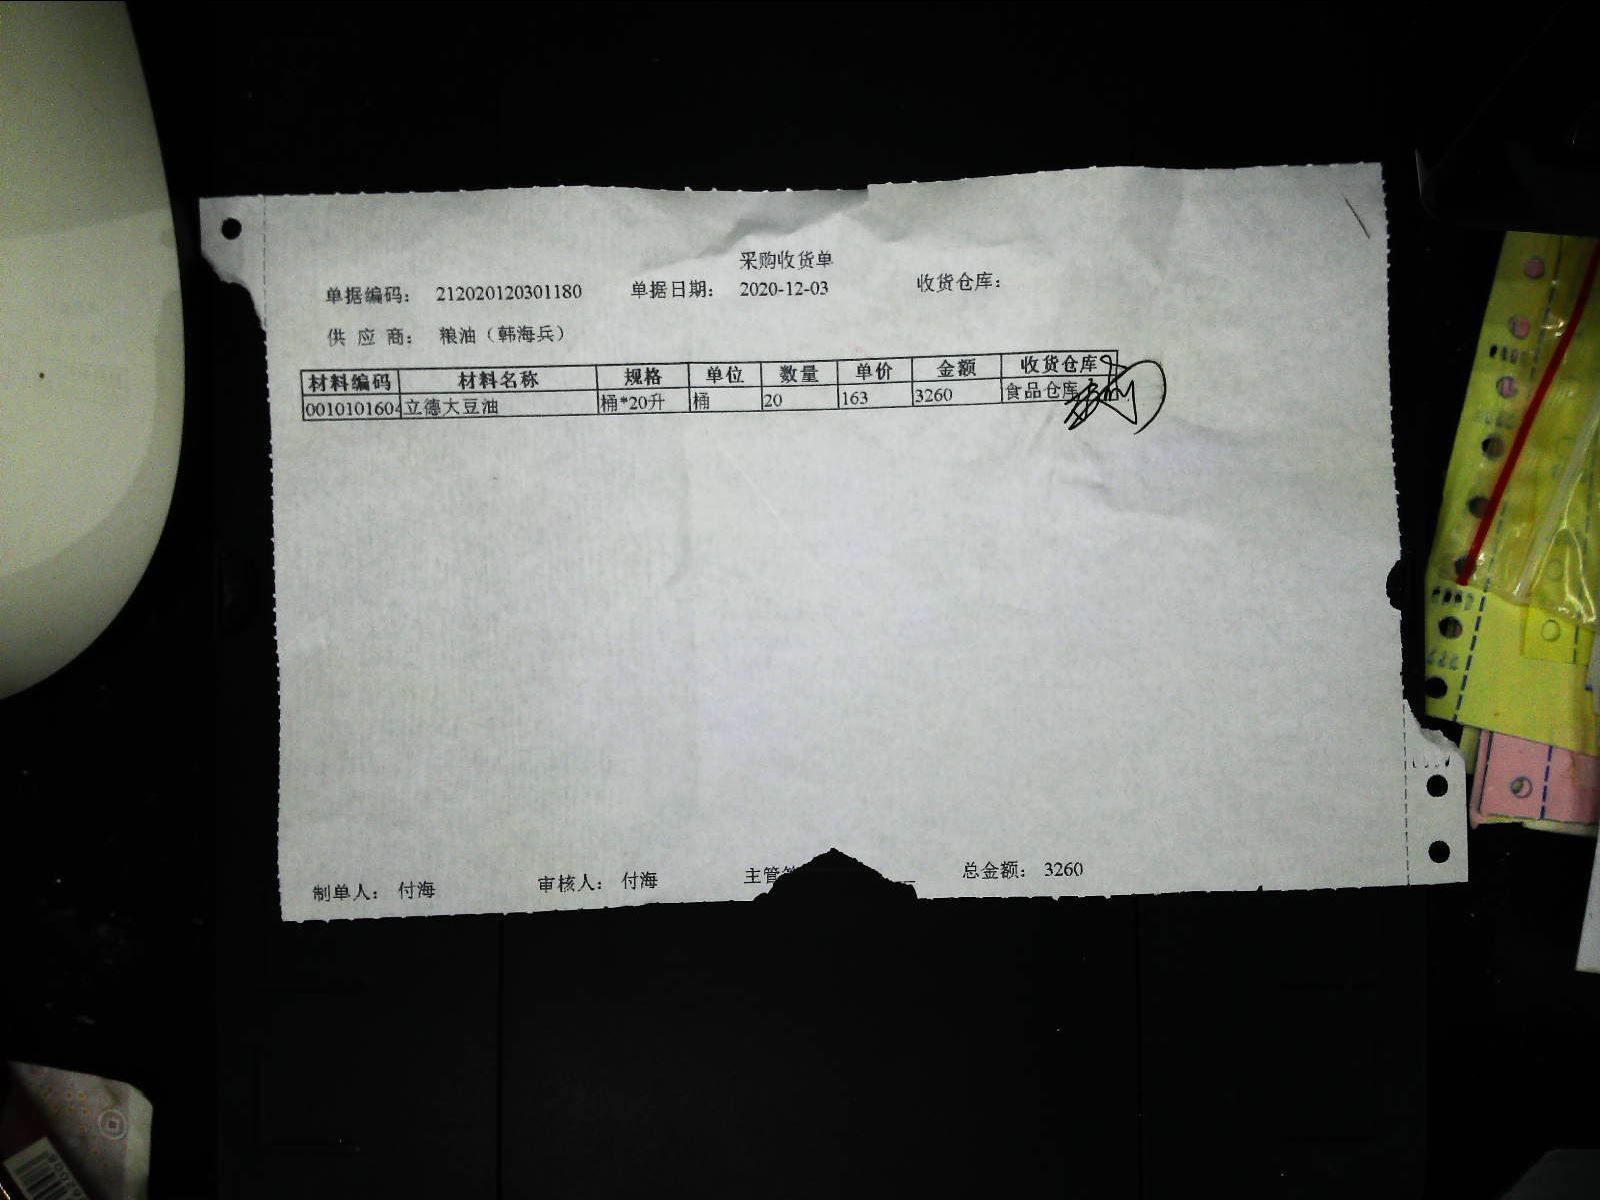 采购收货单
单据编码： 212020120301180 单据日期： 2020-12-03 收货仓库：
供 应 商： 粮油（韩海兵）
材料编码 材料名称 规格 单位 数量 单价 金额 收货仓库
0010101604 立德大豆油 桶*20升 桶 20 163 3260 食品仓库
制单人： 付海 审核人： 付海 主管 总金额： 3260